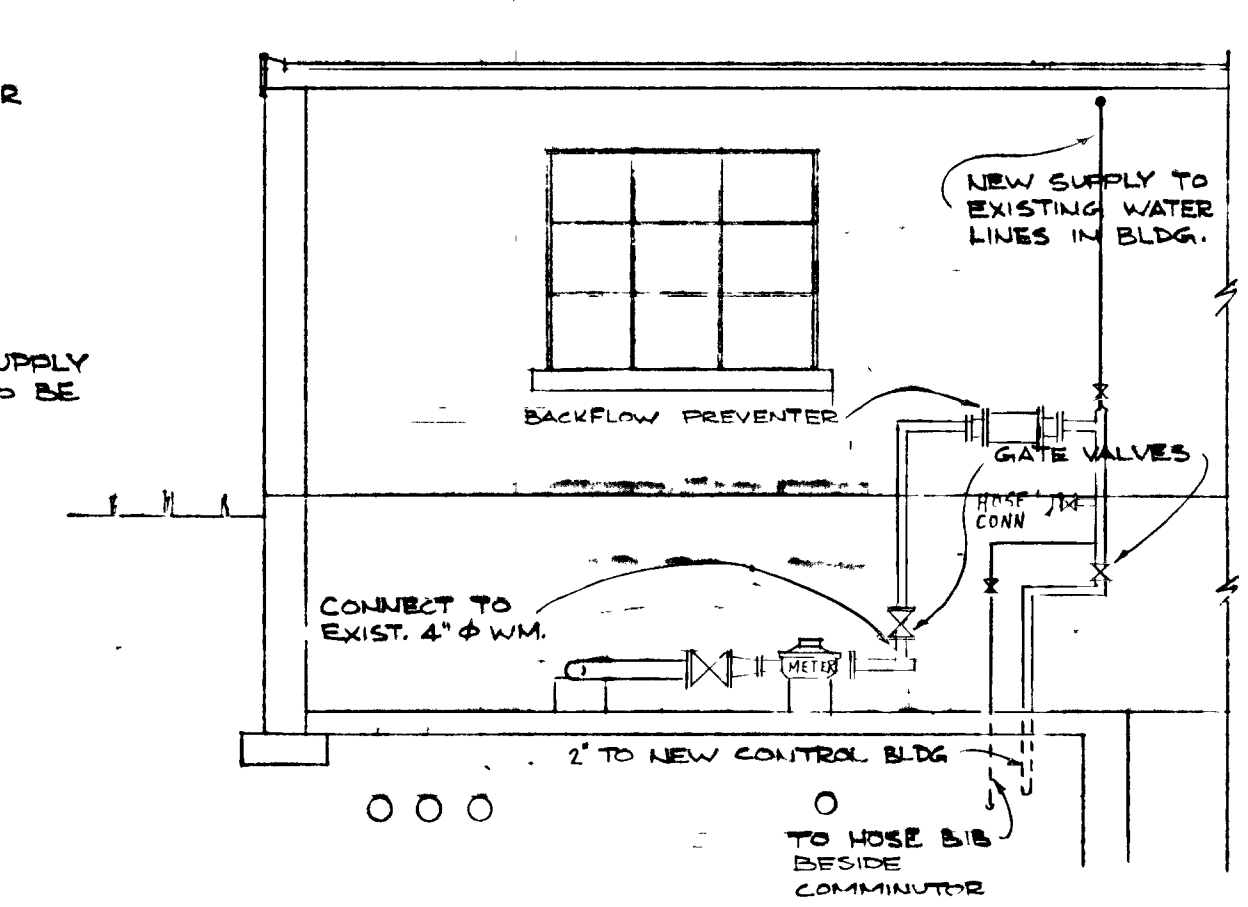 R
NEW SUPPLY TO
EXISTING WATER
LINES IN BLDG.
UPPLY
BE
BACKFLOW PREVENTER
GATE VALVES
HOSE
CONN
CONNECT TO
EXIST. 4" Φ WM.
METER
2" TO NEW CONTROL BLDG
TO HOSE BIB
BESIDE
COMMINUTOR